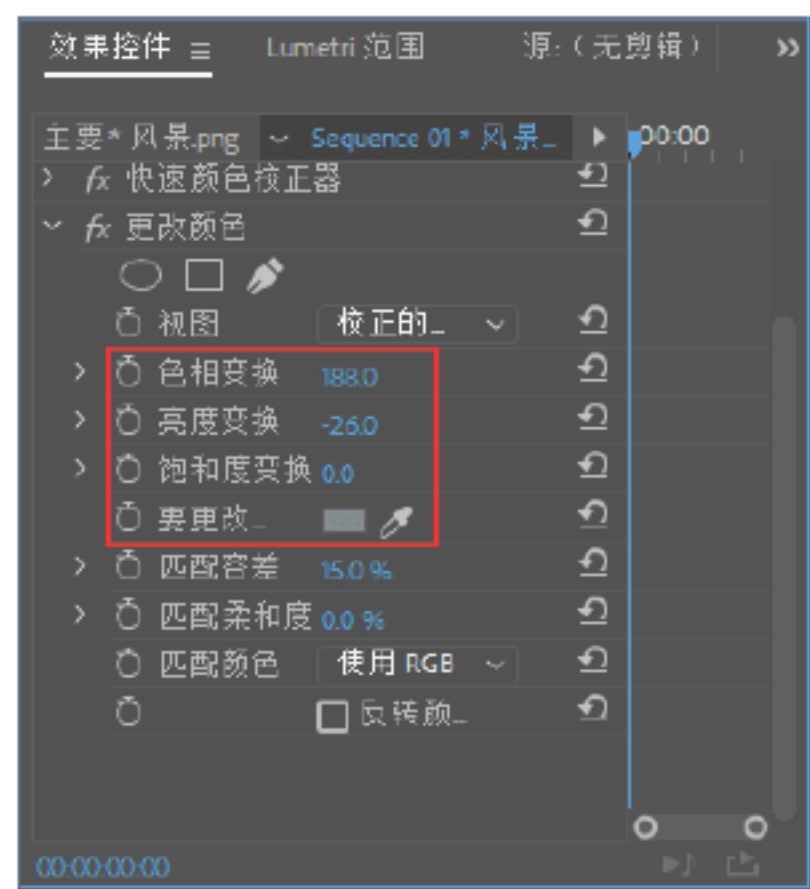 效果控件 ≡ Lumetri 范围 源:（无剪辑） »
主要* 风景.png Sequence 01 * 风景... 00:00
fx 快速颜色校正器
fx 更改颜色
视图 校正的...
色相变换 188.0
亮度变换 -26.0
饱和度变换 0.0
要更改...
匹配容差 15.0 %
匹配柔和度 0.0 %
匹配颜色 使用 RGB
反转颜...
00:00:00:00